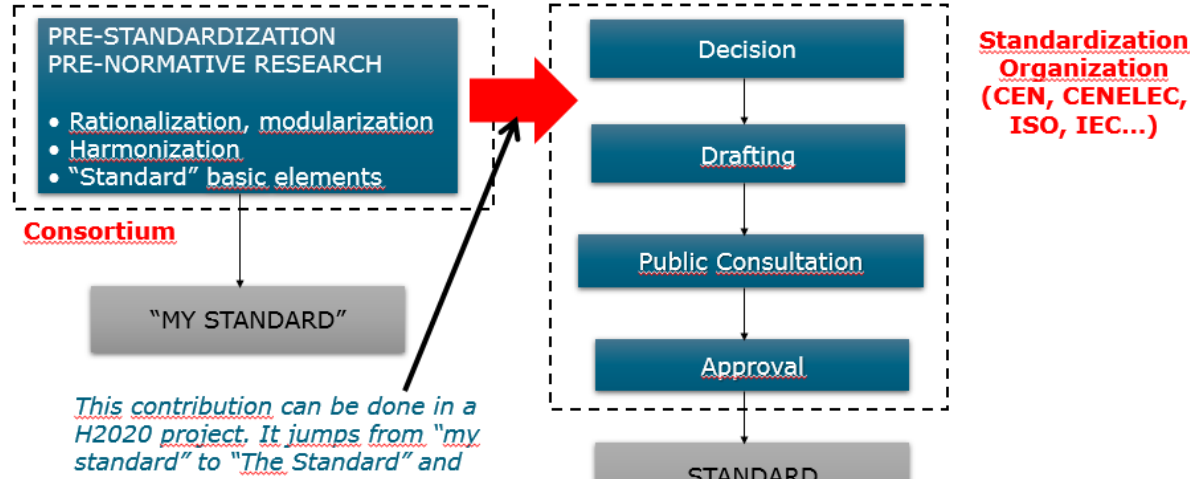 PRE-STANDARDIZATION
PRE-NORMATIVE RESEARCH
• Rationalization, modularization
• Harmonization
• “Standard” basic elements
Consortium
“MY STANDARD”
This contribution can be done in a
H2020 project. It jumps from “my
standard” to “The Standard” and
Decision
Drafting
Public Consultation
Approval
STANDARD
Standardization
Organization
(CEN, CENELEC,
ISO, IEC...)